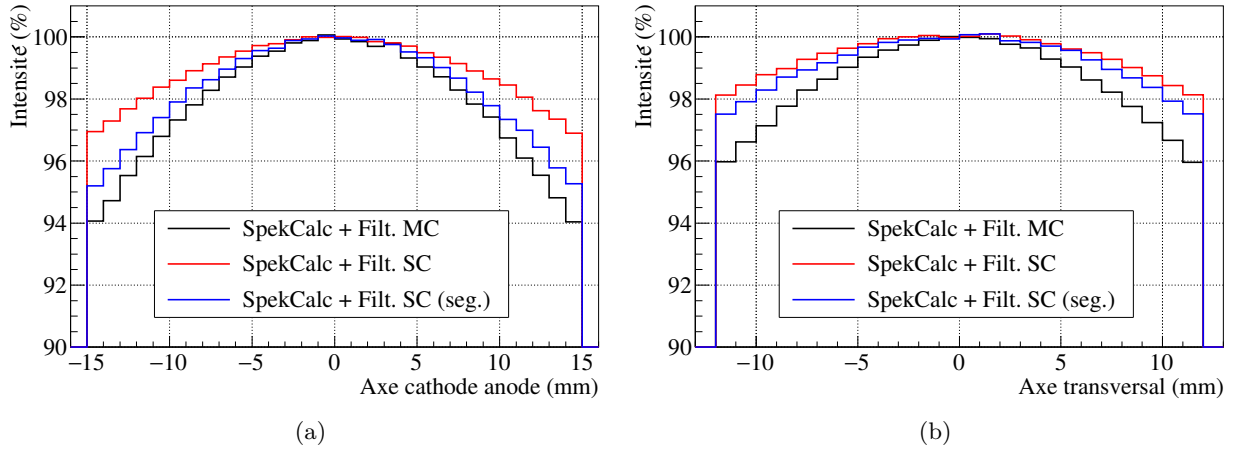 Intensité (%)
100
98
96
94
92
90
SpekCalc + Filt. MC
SpekCalc + Filt. SC
SpekCalc + Filt. SC (seg.)
−15 −10 −5 0 5 10 15
Axe cathode anode (mm)
(a)
Intensité (%)
100
98
96
94
92
90
SpekCalc + Filt. MC
SpekCalc + Filt. SC
SpekCalc + Filt. SC (seg.)
−10 −5 0 5 10
Axe transversal (mm)
(b)